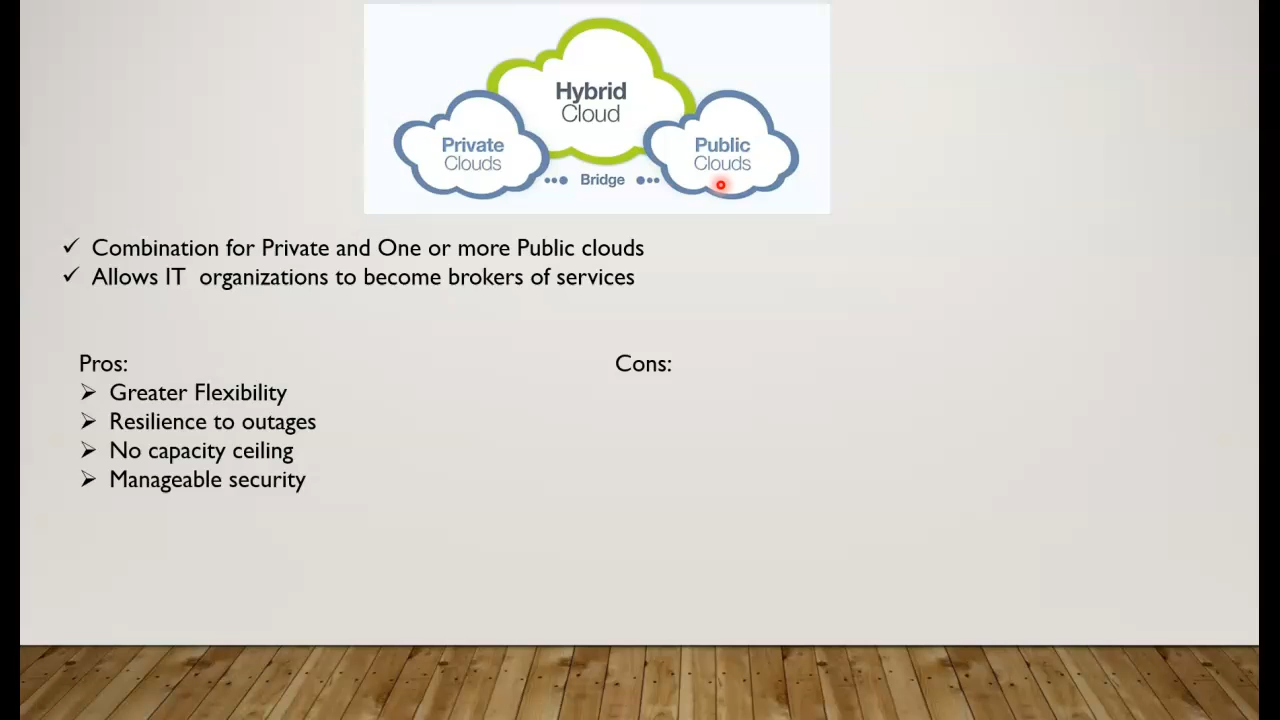 Hybrid
Cloud
Private
Clouds
Public
Clouds
Bridge
Combination for Private and One or more Public clouds
Allows IT organizations to become brokers of services
Pros:
Greater Flexibility
Resilience to outages
No capacity ceiling
Manageable security
Cons: